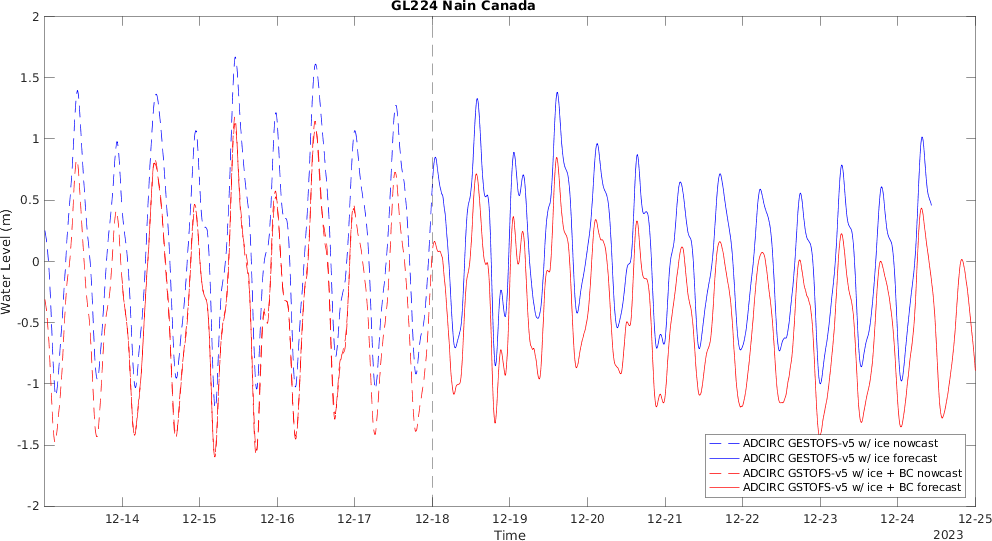 GL224 Nain Canada
2
1.5
1
0.5
0
-0.5
-1
-1.5
-2
Water Level (m)
12-14 12-15 12-16 12-17 12-18 12-19 12-20 12-21 12-22 12-23 12-24 12-25
Time
2023
ADCIRC GESTOFS-v5 w/ ice nowcast
ADCIRC GESTOFS-v5 w/ ice forecast
ADCIRC GSTOFS-v5 w/ ice + BC nowcast
ADCIRC GSTOFS-v5 w/ ice + BC forecast